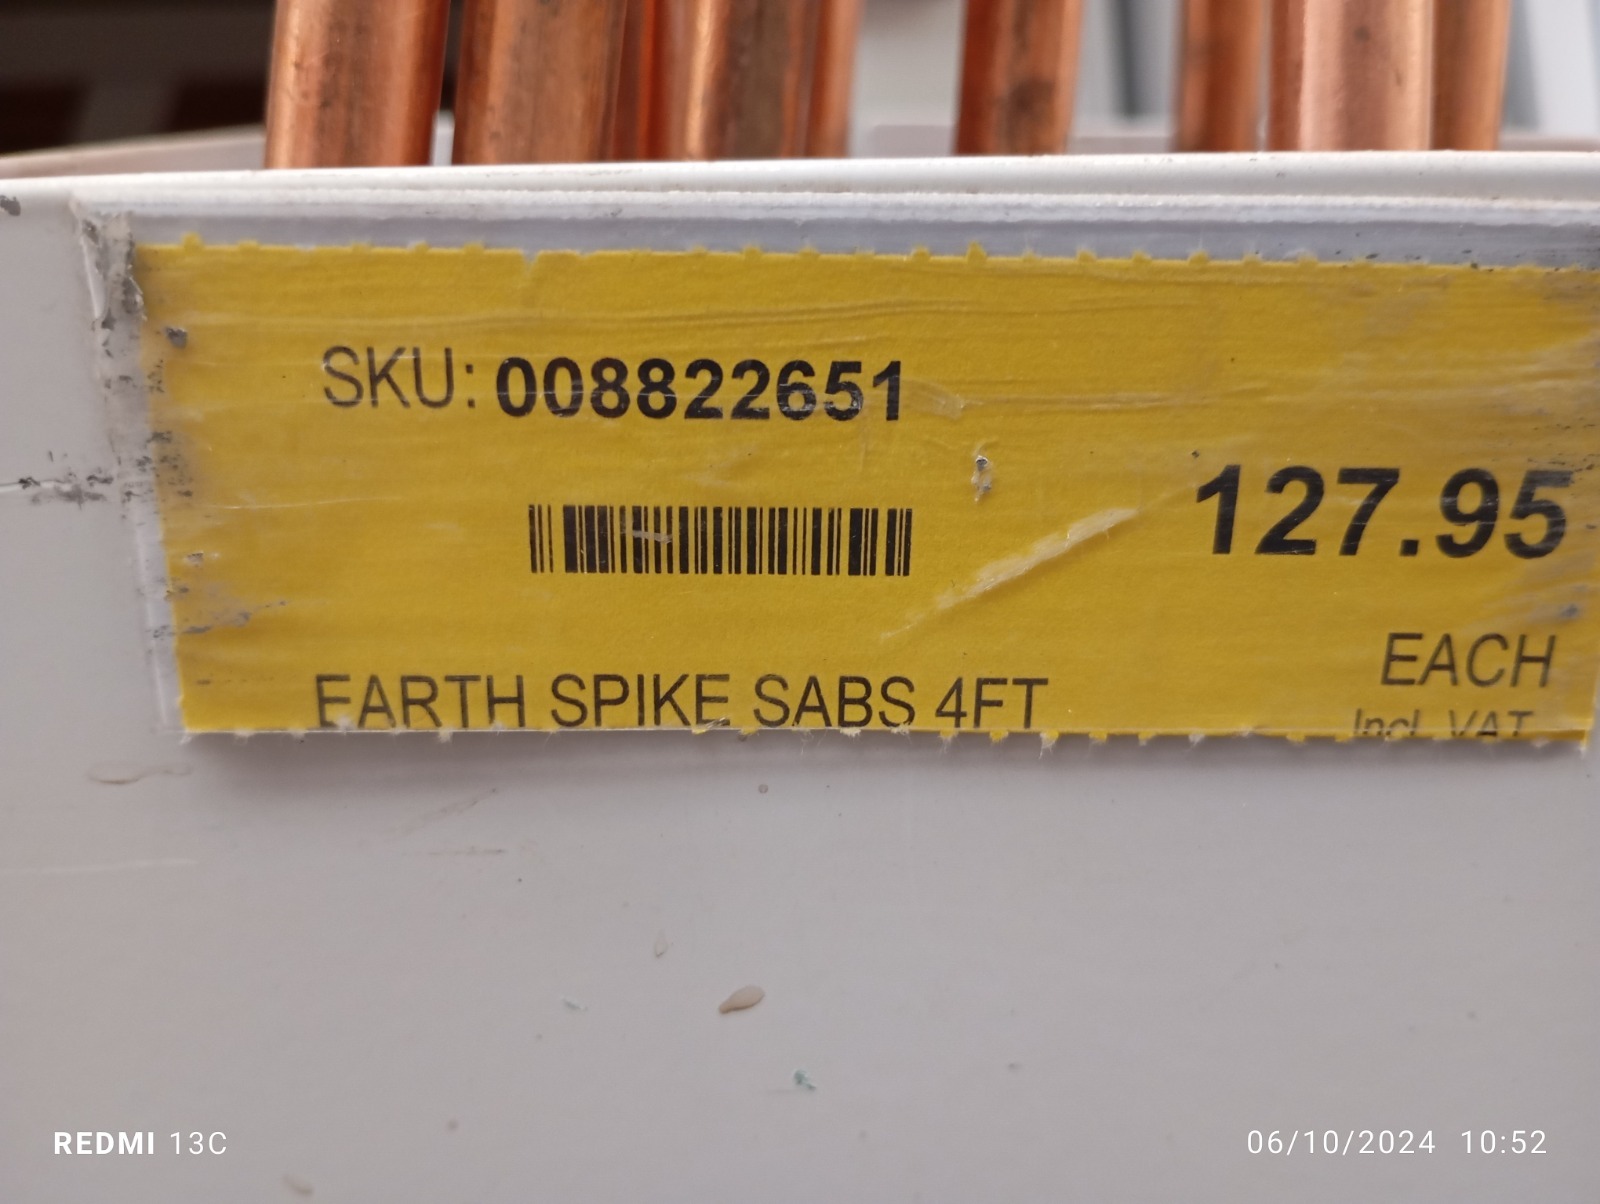 SKU: 008822651
127.95
EACH
EARTH SPIKE SABS 4FT
Incl. VAT
REDMI 13C
06/10/2024 10:52